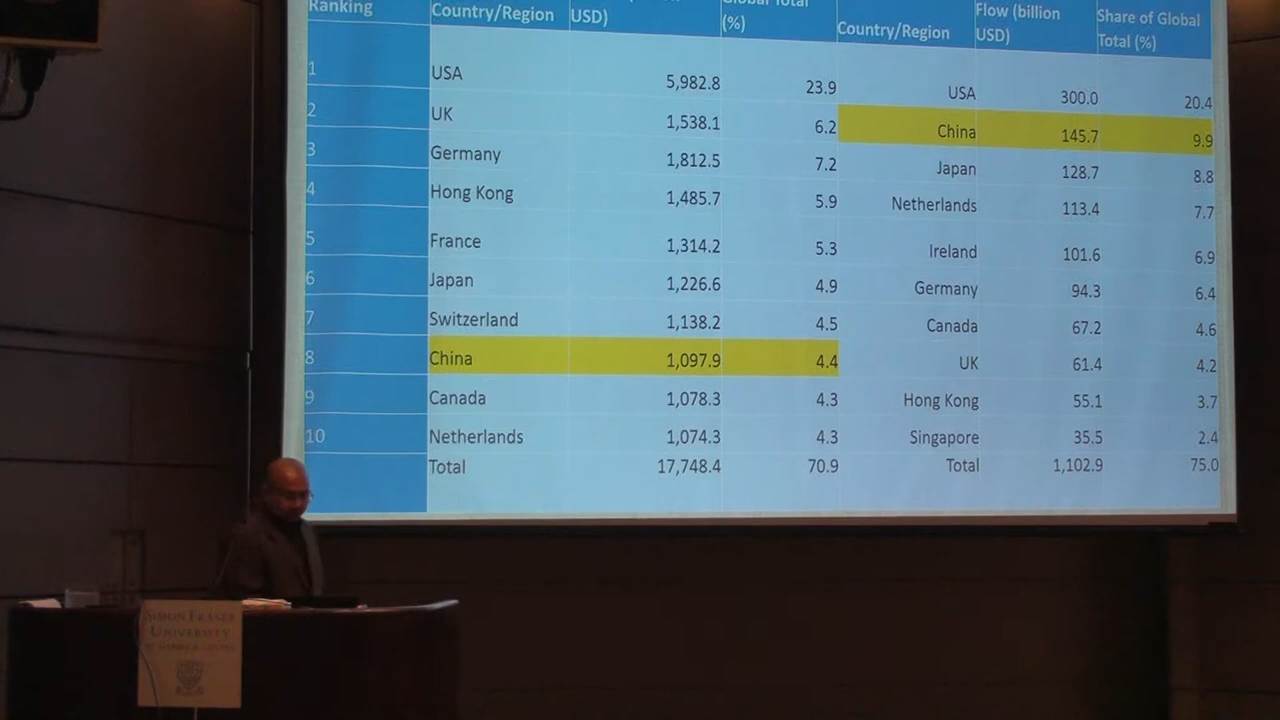 Ranking Country/Region USD) (%) Country/Region Flow (billion USD) Share of Global Total (%)
1 USA 5,982.8 23.9 USA 300.0 20.4
2 UK 1,538.1 6.2 China 145.7 9.9
3 Germany 1,812.5 7.2 Japan 128.7 8.8
4 Hong Kong 1,485.7 5.9 Netherlands 113.4 7.7
5 France 1,314.2 5.3 Ireland 101.6 6.9
6 Japan 1,226.6 4.9 Germany 94.3 6.4
7 Switzerland 1,138.2 4.5 Canada 67.2 4.6
8 China 1,097.9 4.4 UK 61.4 4.2
9 Canada 1,078.3 4.3 Hong Kong 55.1 3.7
10 Netherlands 1,074.3 4.3 Singapore 35.5 2.4
Total 17,748.4 70.9 Total 1,102.9 75.0
SIMON FRASER
UNIVERSITY